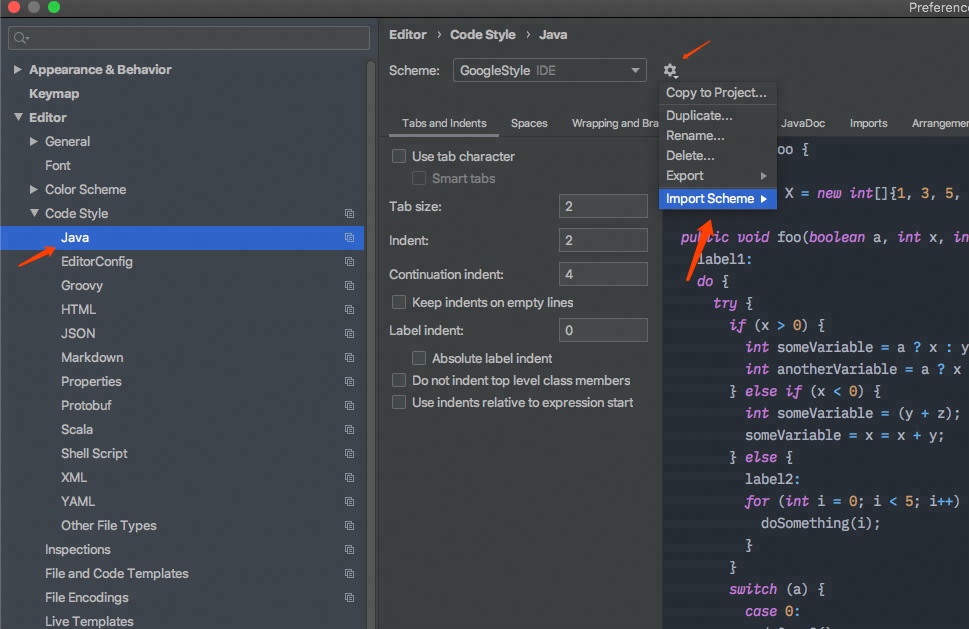 Preferenc
Editor › Code Style › Java
Scheme: GoogleStyle IDE
Appearance & Behavior
Keymap
Editor
General
Font
Color Scheme
Code Style
Java
EditorConfig
Groovy
HTML
JSON
Markdown
Properties
Protobuf
Scala
Shell Script
XML
YAML
Other File Types
Inspections
File and Code Templates
File Encodings
Live Templates
Tabs and Indents Spaces Wrapping and Bra JavaDoc Imports Arrangemen
Use tab character
Smart tabs
Tab size: 2
Indent: 2
Continuation indent: 4
Keep indents on empty lines
Label indent: 0
Absolute label indent
Do not indent top level class members
Use indents relative to expression start
Copy to Project...
Duplicate...
Rename...
Delete...
Export
Import Scheme
oo {
X = new int[]{1, 3, 5,
public void foo(boolean a, int x, in
label1:
do {
try {
if (x > 0) {
int someVariable = a ? x : y
int anotherVariable = a ? x
} else if (x < 0) {
int someVariable = (y + z);
someVariable = x = x + y;
} else {
label2:
for (int i = 0; i < 5; i++)
doSomething(i);
}
}
switch (a) {
case 0: